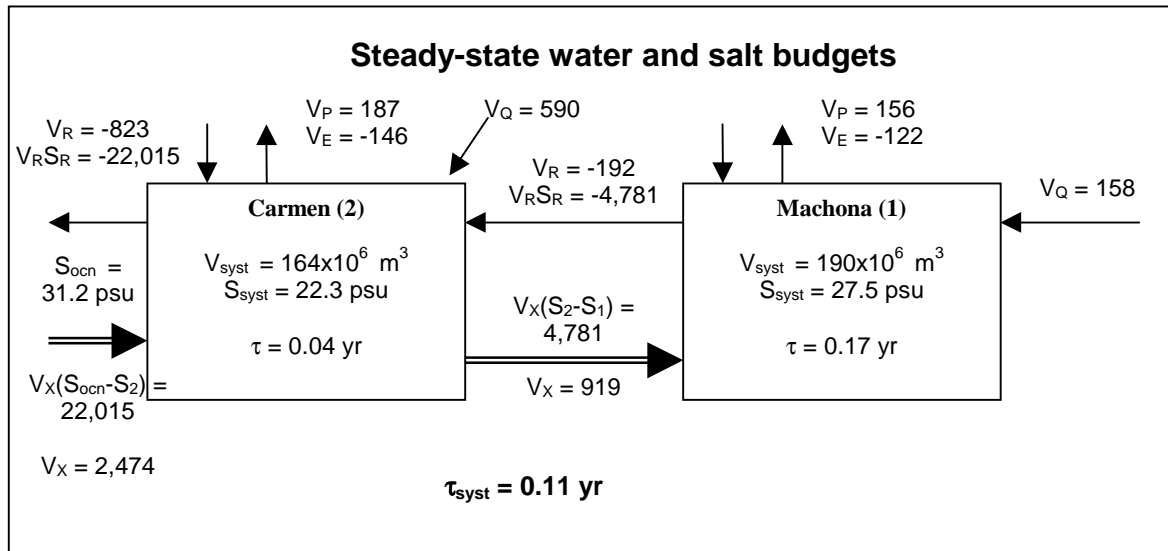 Steady-state water and salt budgets
V_R = -823
V_RS_R = -22,015
V_P = 187
V_E = -146
V_Q = 590
V_P = 156
V_E = -122
V_R = -192
V_RS_R = -4,781
V_Q = 158
Carmen (2)
V_syst = 164x10^6 m^3
S_syst = 22.3 psu
τ = 0.04 yr
Machona (1)
V_syst = 190x10^6 m^3
S_syst = 27.5 psu
τ = 0.17 yr
S_ocn =
31.2 psu
V_X(S_ocn-S_2) =
22,015
V_X = 2,474
V_X(S_2-S_1) =
4,781
V_X = 919
τ_syst = 0.11 yr